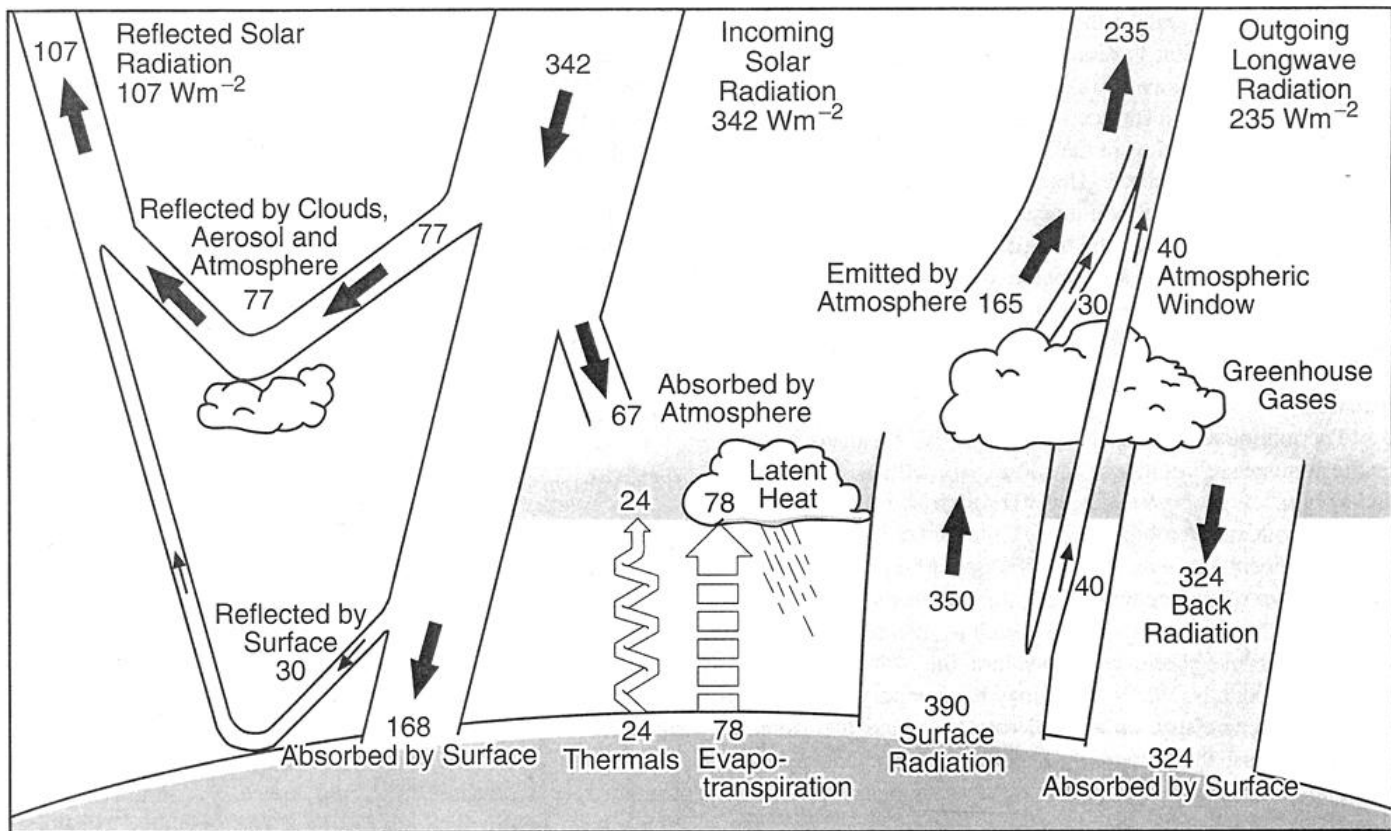 107
Reflected Solar
Radiation
107 Wm−2
342
Incoming
Solar
Radiation
342 Wm−2
235
Outgoing
Longwave
Radiation
235 Wm−2
Reflected by Clouds,
Aerosol and
Atmosphere
77
77
Emitted by
Atmosphere
165
30
40
Atmospheric
Window
Greenhouse
Gases
67
Absorbed by
Atmosphere
Latent
Heat
24
78
350
40
324
Back
Radiation
Reflected by
Surface
30
168
Absorbed by Surface
24
Thermals
78
Evapo-
transpiration
390
Surface
Radiation
324
Absorbed by Surface